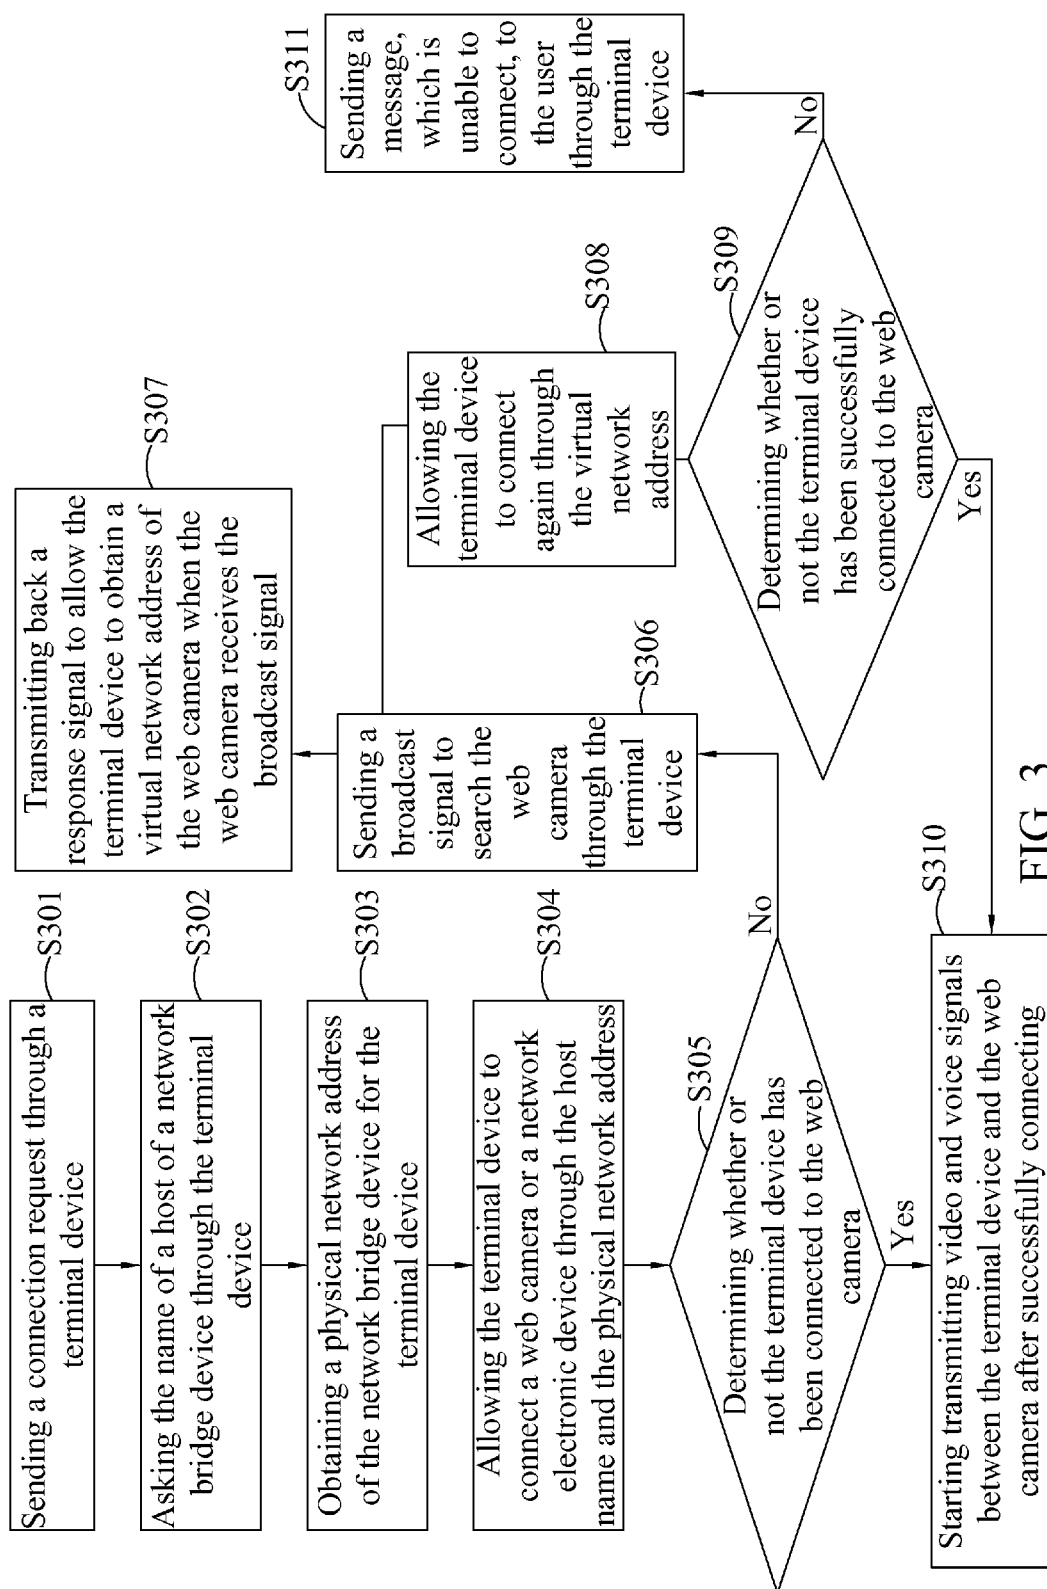 Sending a connection request through a
terminal device
S301
Asking the name of a host of a network
bridge device through the terminal
device
S302
Obtaining a physical network address
of the network bridge device for the
terminal device
S303
Allowing the terminal device to
connect a web camera or a network
electronic device through the host
name and the physical network address
S304
Determining whether or
not the terminal device has
been connected to the web
camera
S305
No
Yes
Sending a
broadcast
signal to
search the
web
camera
through the
terminal
device
S306
Transmitting back a
response signal to allow the
terminal device to obtain a
virtual network address of
the web camera when the
web camera receives the
broadcast signal
S307
Allowing the
terminal device
to connect
again through
the virtual
network
address
S308
Determining whether or
not the terminal device
has been successfully
connected to the web
camera
S309
No
Yes
Starting transmitting video and voice signals
between the terminal device and the web
camera after successfully connecting
S310
Sending a
message,
which is
unable to
connect, to
the user
through the
terminal
device
S311
FIG. 3